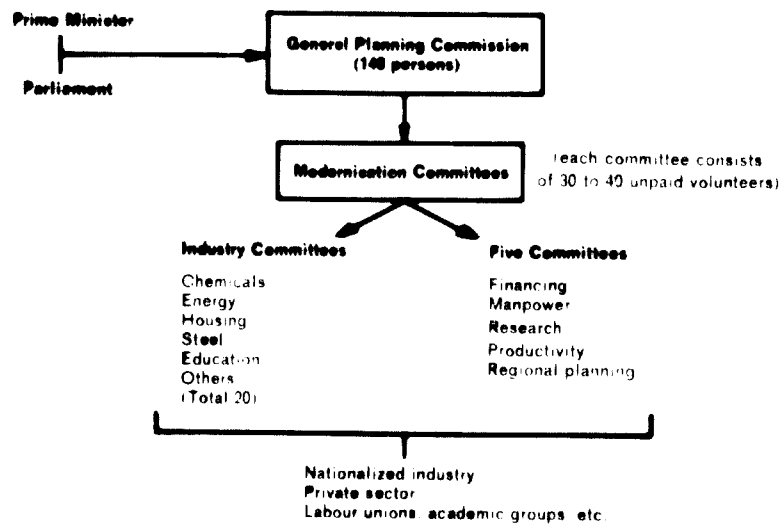 Prime Minister
Parliament
General Planning Commission
(140 persons)
Modernisation Committees
(each committee consists
of 30 to 40 unpaid volunteers)
Industry Committees
Chemicals
Energy
Housing
Steel
Education
Others
(Total 20)
Five Committees
Financing
Manpower
Research
Productivity
Regional planning
Nationalized industry
Private sector
Labour unions, academic groups, etc.